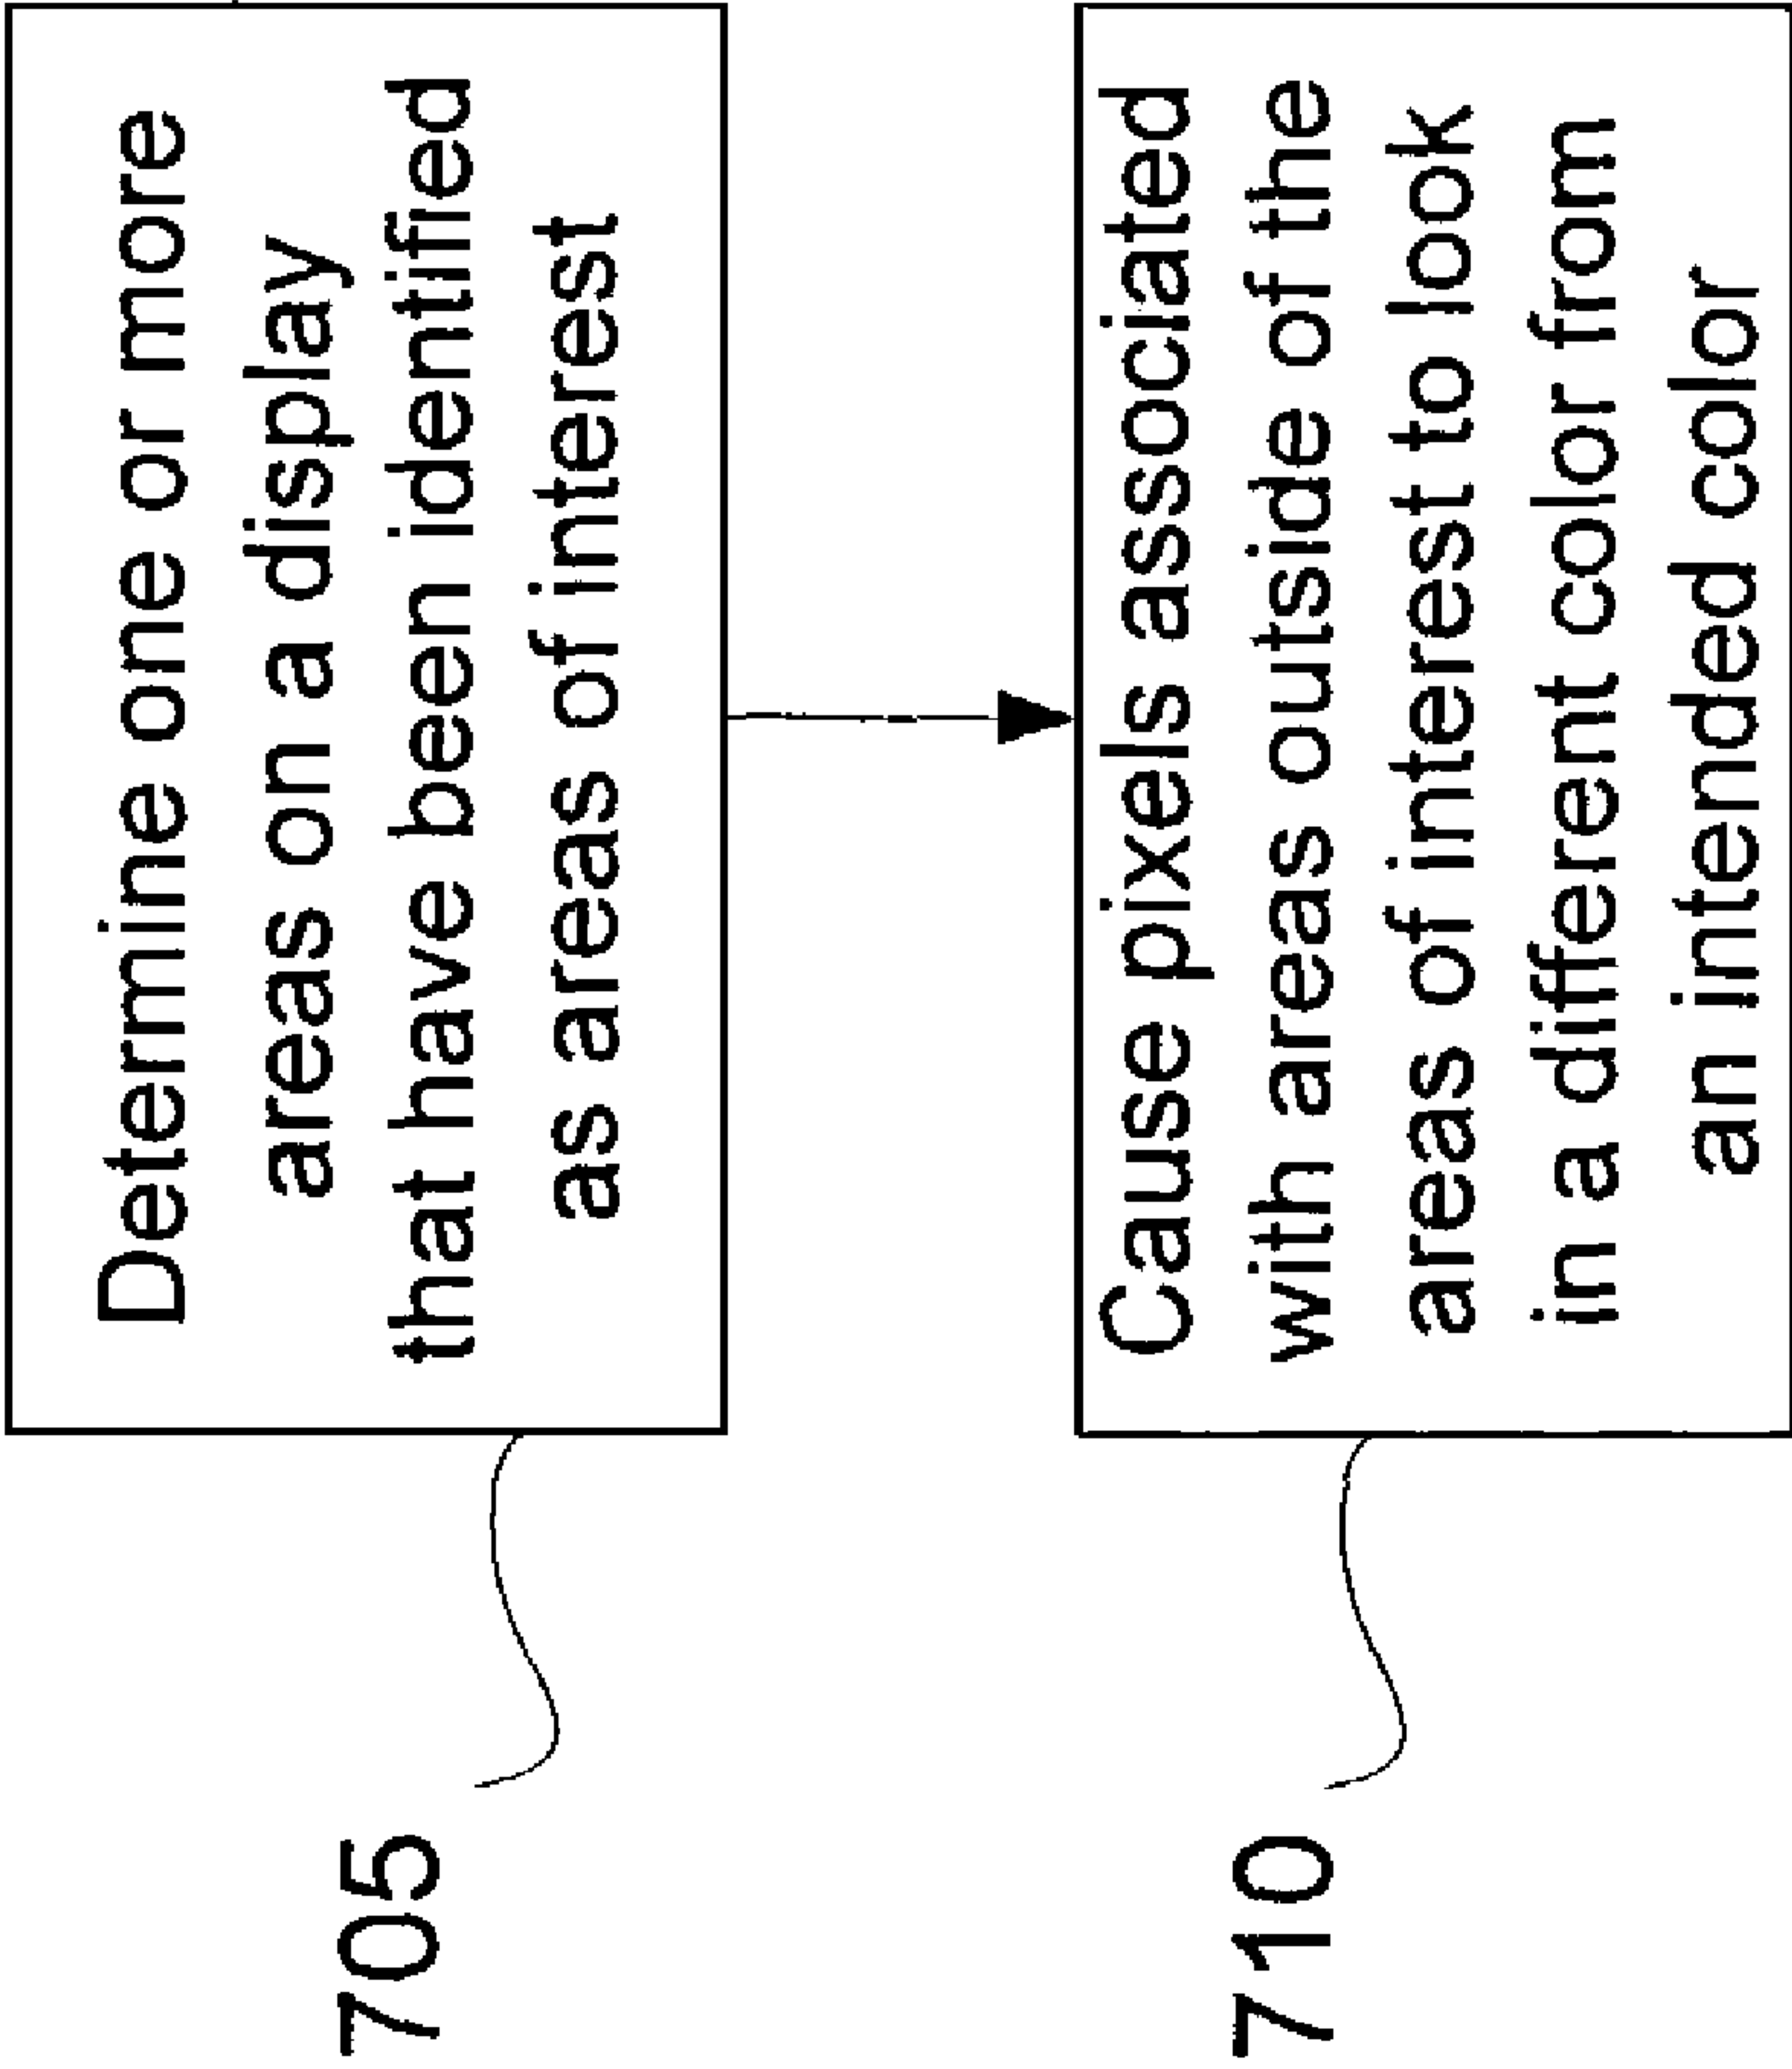 Determine one or more
areas on a display
that have been identified
as areas of interest
705
Cause pixels associated
with areas outside of the
areas of interest to look
in a different color from
an intended color
710